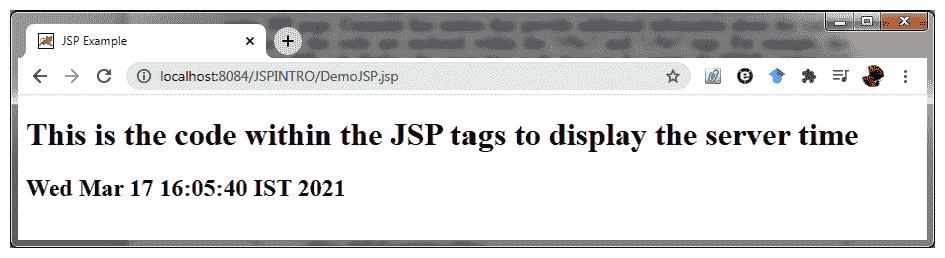 JSP Example
localhost:8084/JSPINTRO/DemoJSP.jsp
This is the code within the JSP tags to display the server time
Wed Mar 17 16:05:40 IST 2021